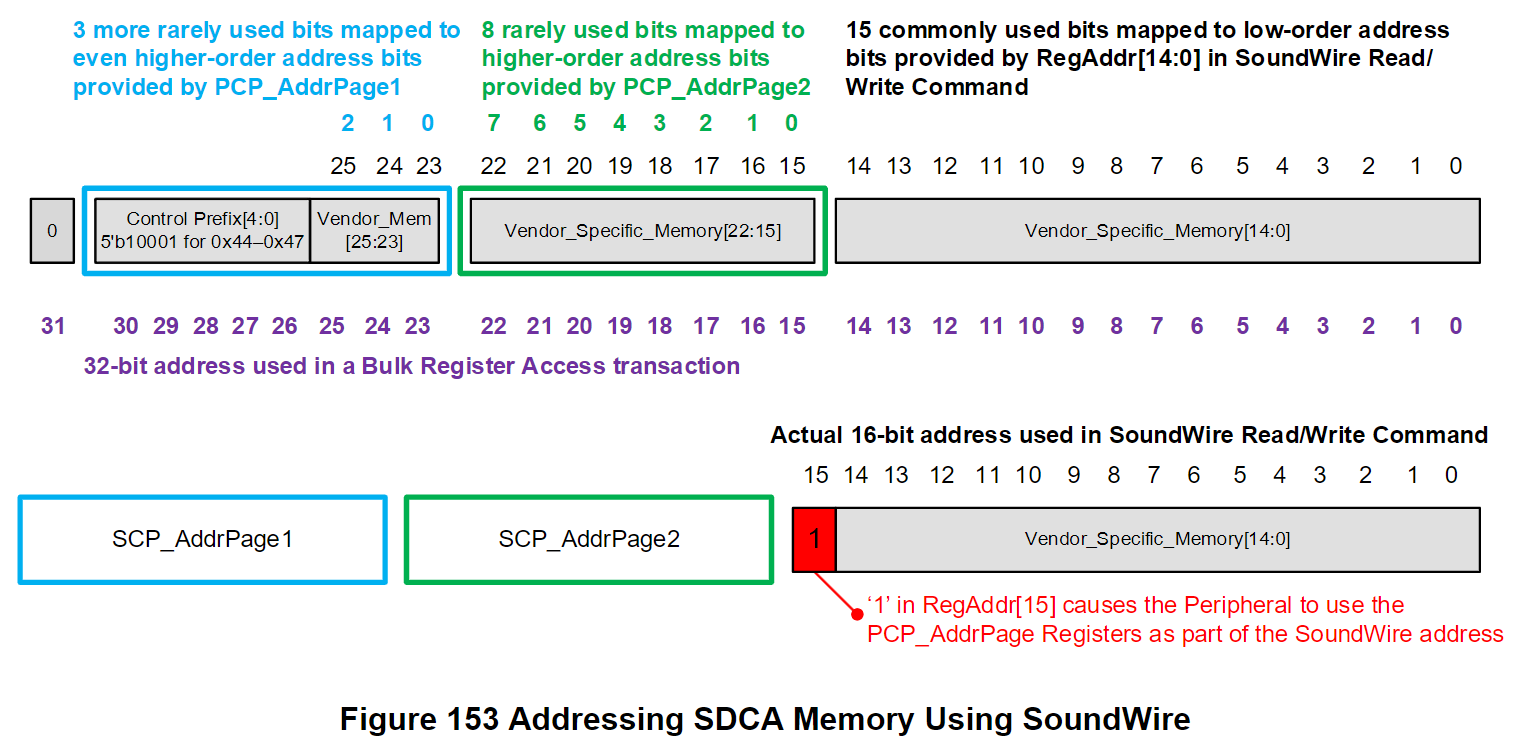 3 more rarely used bits mapped to
even higher-order address bits
provided by PCP_AddrPage1
8 rarely used bits mapped to
higher-order address bits
provided by PCP_AddrPage2
15 commonly used bits mapped to low-order address
bits provided by RegAddr[14:0] in SoundWire Read/
Write Command
2 1 0 7 6 5 4 3 2 1 0
25 24 23 22 21 20 19 18 17 16 15 14 13 12 11 10 9 8 7 6 5 4 3 2 1 0
0
Control Prefix[4:0]
5'b10001 for 0x44–0x47
Vendor_Mem
[25:23]
Vendor_Specific_Memory[22:15]
Vendor_Specific_Memory[14:0]
31 30 29 28 27 26 25 24 23 22 21 20 19 18 17 16 15 14 13 12 11 10 9 8 7 6 5 4 3 2 1 0
32-bit address used in a Bulk Register Access transaction
Actual 16-bit address used in SoundWire Read/Write Command
15 14 13 12 11 10 9 8 7 6 5 4 3 2 1 0
SCP_AddrPage1
SCP_AddrPage2
1
Vendor_Specific_Memory[14:0]
‘1’ in RegAddr[15] causes the Peripheral to use the
PCP_AddrPage Registers as part of the SoundWire address
Figure 153 Addressing SDCA Memory Using SoundWire